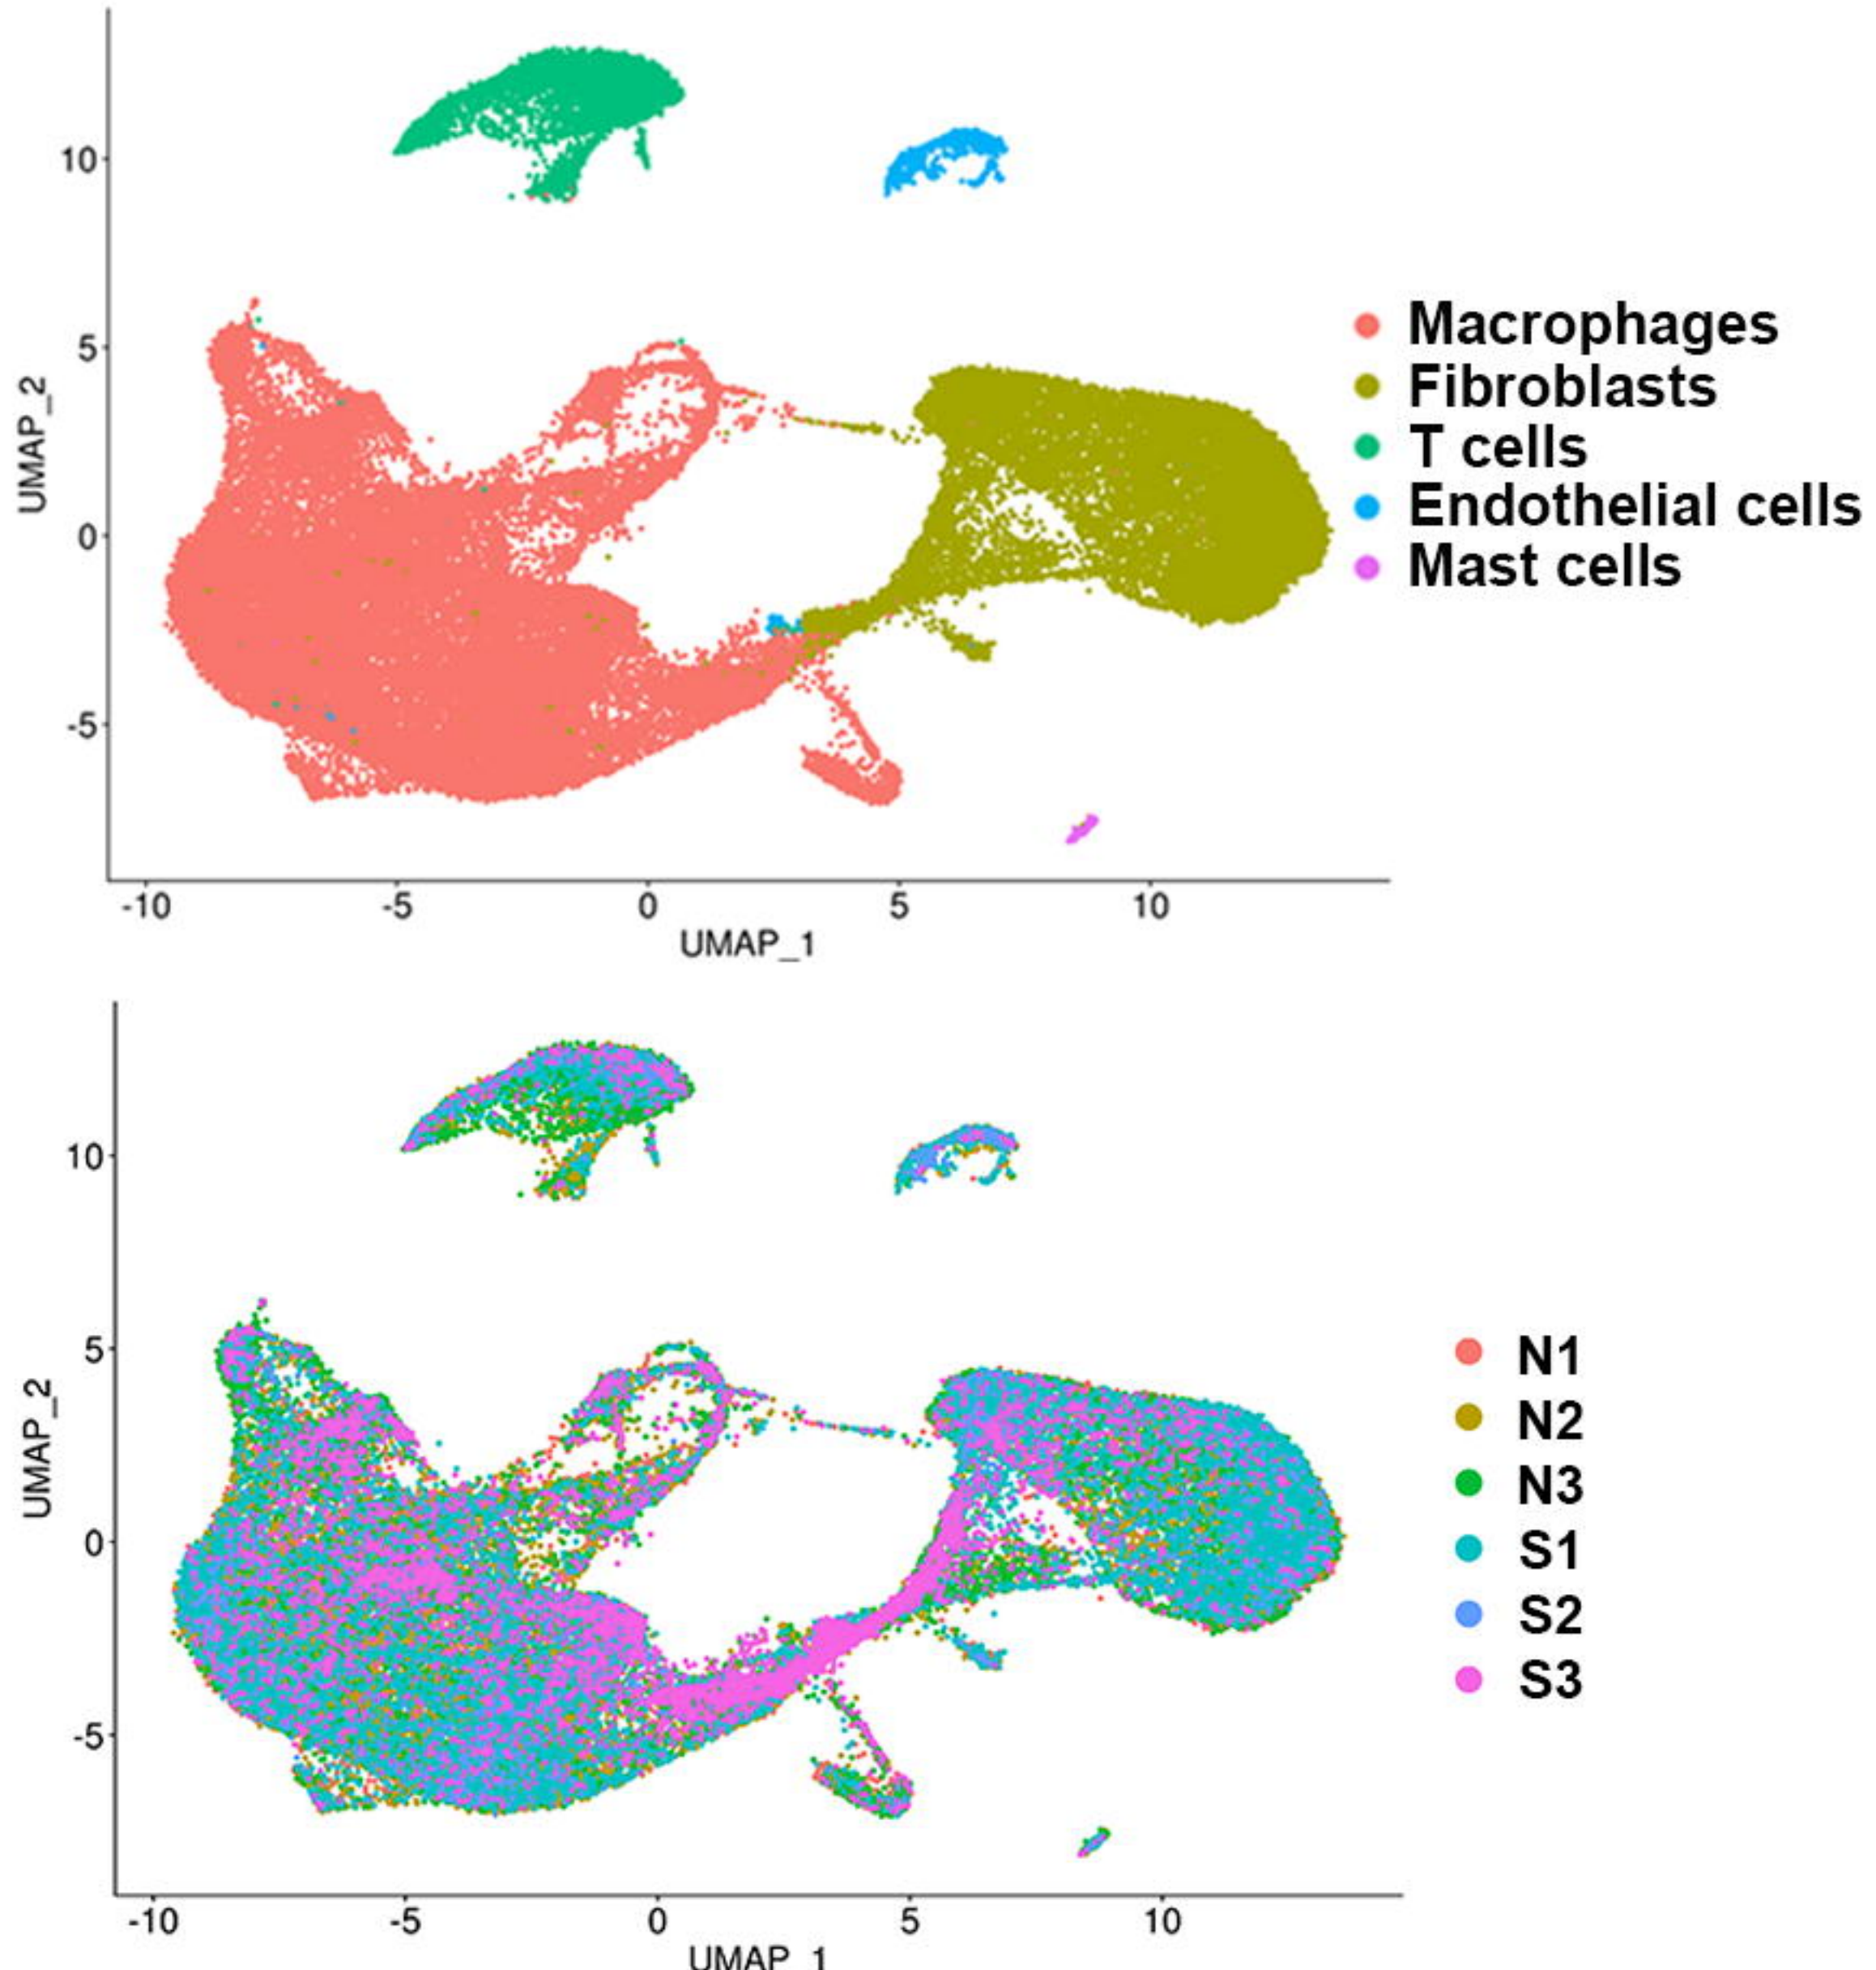 10
5
0
-5
UMAP_2
-10 -5 0 5 10
UMAP_1
Macrophages
Fibroblasts
T cells
Endothelial cells
Mast cells
10
5
0
-5
UMAP_2
-10 -5 0 5 10
UMAP_1
N1
N2
N3
S1
S2
S3